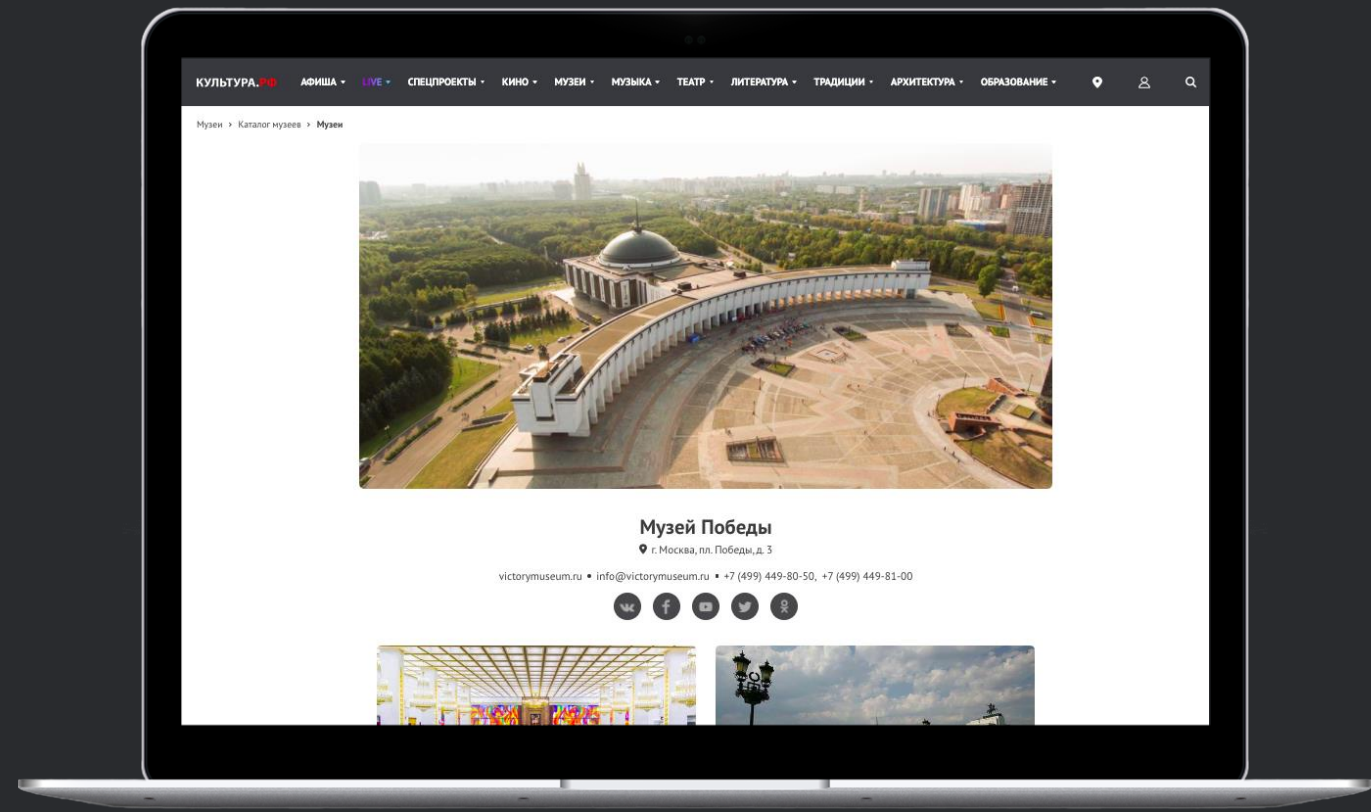 КУЛЬТУРА.РФ АФИША LIVE СПЕЦПРОЕКТЫ КИНО МУЗЕИ МУЗЫКА ТЕАТР ЛИТЕРАТУРА ТРАДИЦИИ АРХИТЕКТУРА ОБРАЗОВАНИЕ
Музеи › Каталог музеев › Музеи
Музей Победы
г. Москва, пл. Победы, д. 3
victorymuseum.ru ▪ info@victorymuseum.ru ▪ +7 (499) 449-80-50, +7 (499) 449-81-00